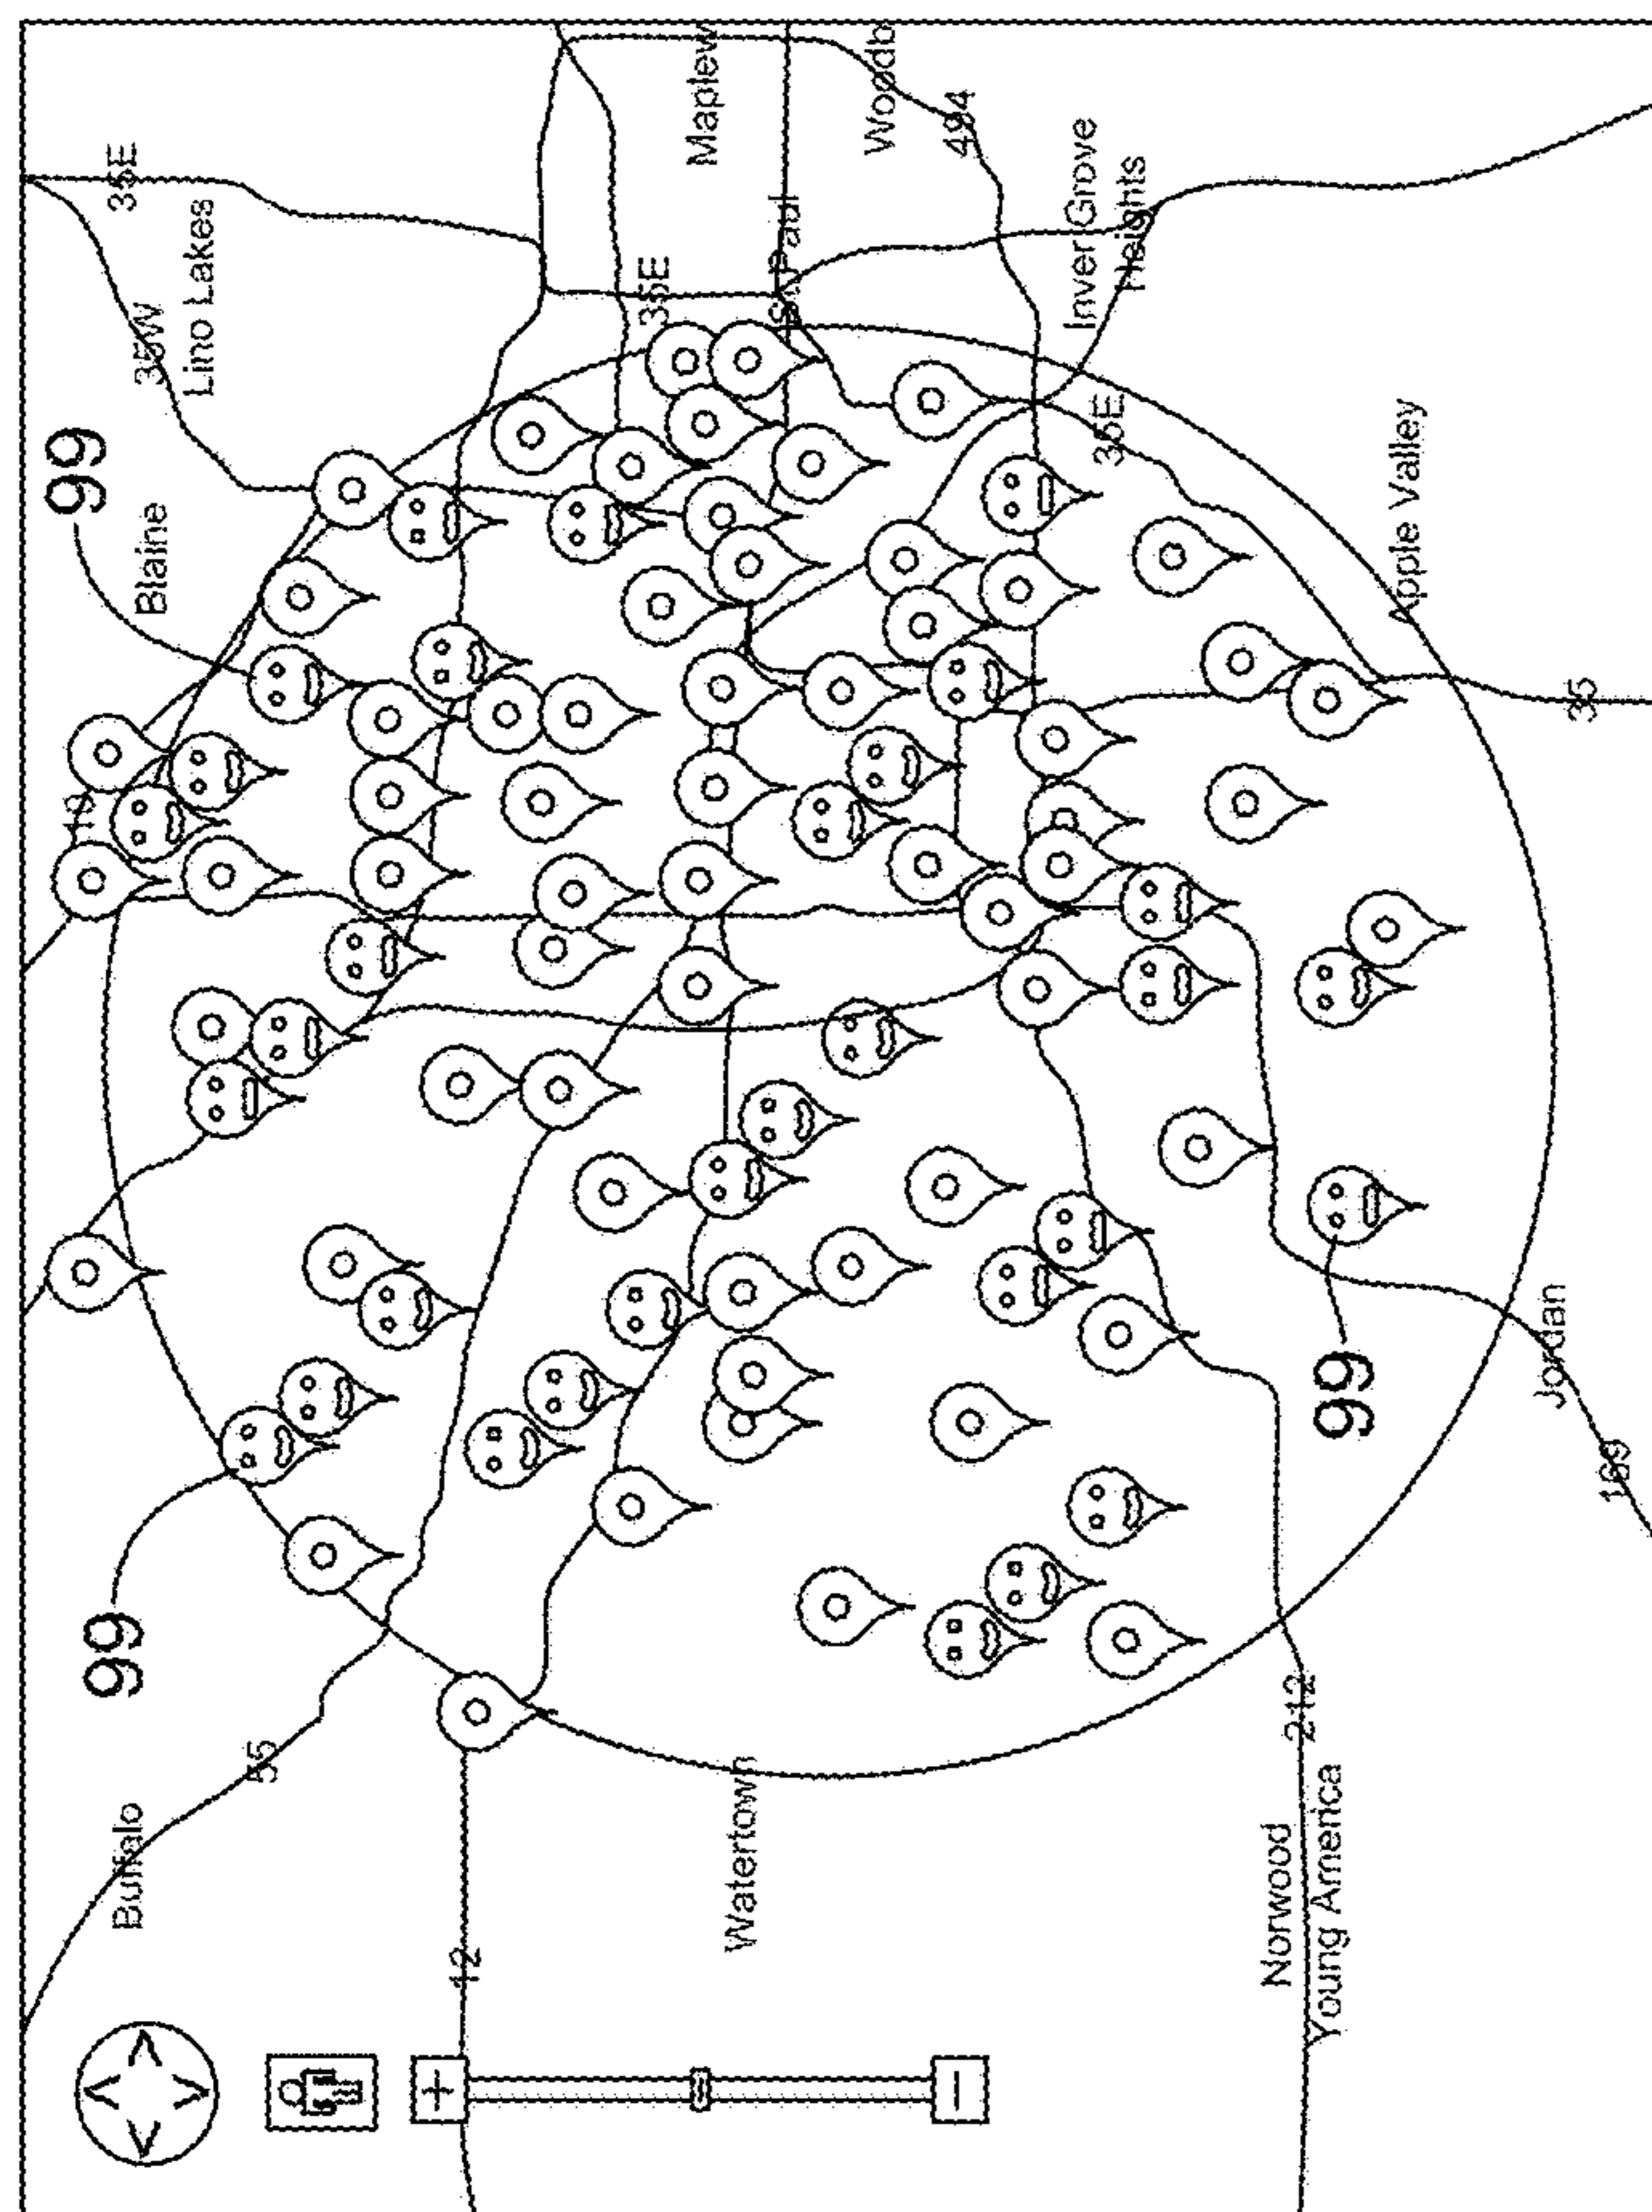 99
10
99
Buffalo
35E
Blaine
35W
Lino Lakes
55
12
35E
Maplew
Watertown
St Paul
Woodb
494
Inver Grove
Heights
35E
Norwood
Young America
212
99
Apple Valley
Jordan
35
169